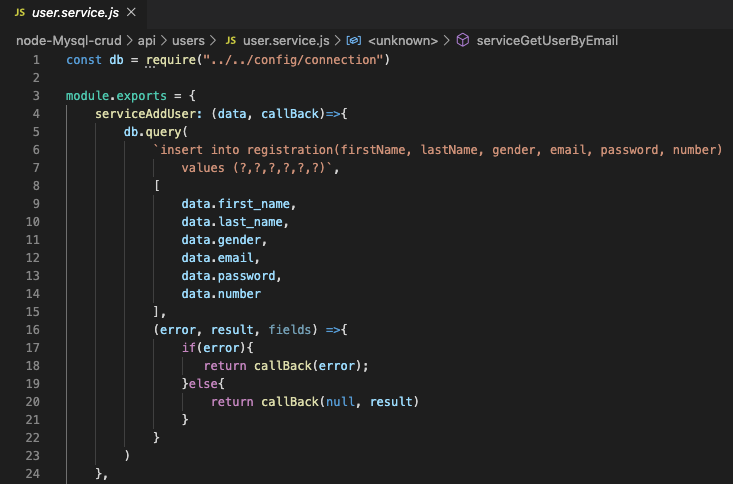 JS user.service.js ×
node-Mysql-crud > api > users > JS user.service.js > <unknown> > serviceGetUserByEmail
1 const db = require("../../config/connection")
2
3 module.exports = {
4     serviceAddUser: (data, callBack)=>{
5         db.query(
6             `insert into registration(firstName, lastName, gender, email, password, number)
7                 values (?,?,?,?,?,?)`,
8             [
9                 data.first_name,
10                 data.last_name,
11                 data.gender,
12                 data.email,
13                 data.password,
14                 data.number
15             ],
16             (error, result, fields) =>{
17                 if(error){
18                    return callBack(error);
19                 }else{
20                     return callBack(null, result)
21                 }
22             }
23         )
24     },